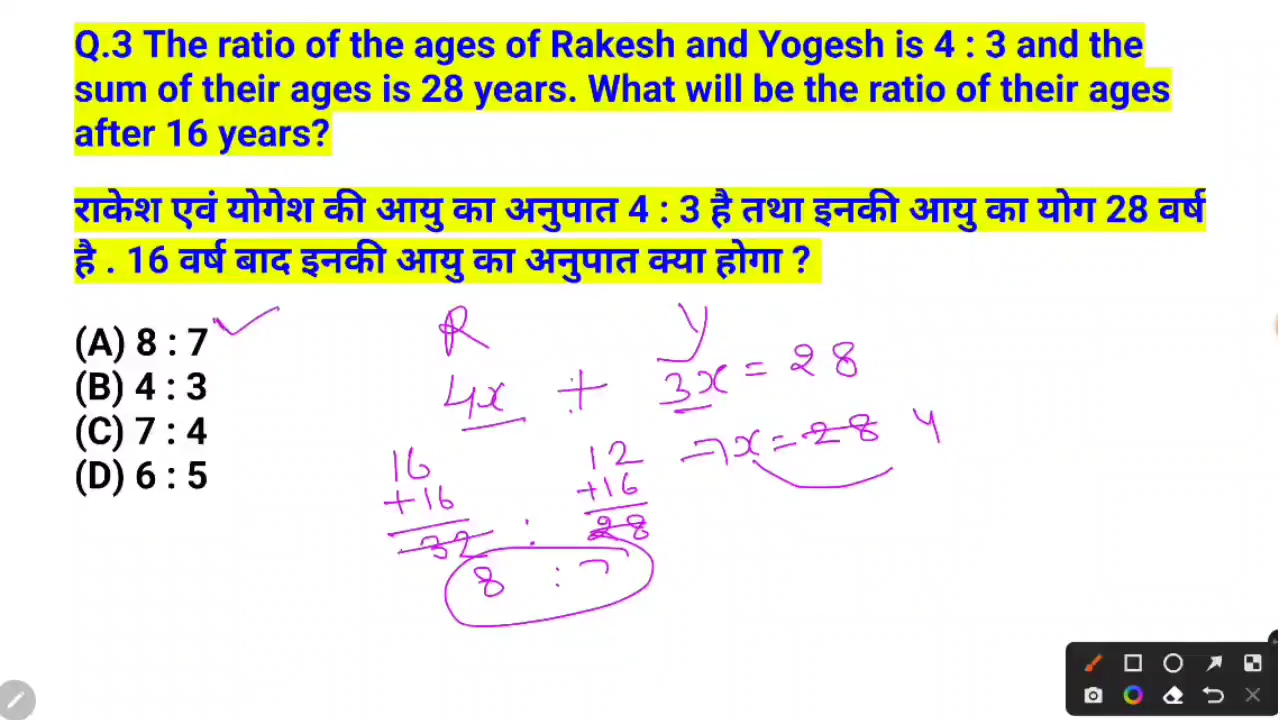 Q.3 The ratio of the ages of Rakesh and Yogesh is 4 : 3 and the
sum of their ages is 28 years. What will be the ratio of their ages
after 16 years?
राकेश एवं योगेश की आयु का अनुपात 4 : 3 है तथा इनकी आयु का योग 28 वर्ष
है . 16 वर्ष बाद इनकी आयु का अनुपात क्या होगा ?
(A) 8 : 7
(B) 4 : 3
(C) 7 : 4
(D) 6 : 5
R Y
4x + 3x = 28
7x = 28 4
16 12
+16 +16
32 : 28
8 : 7